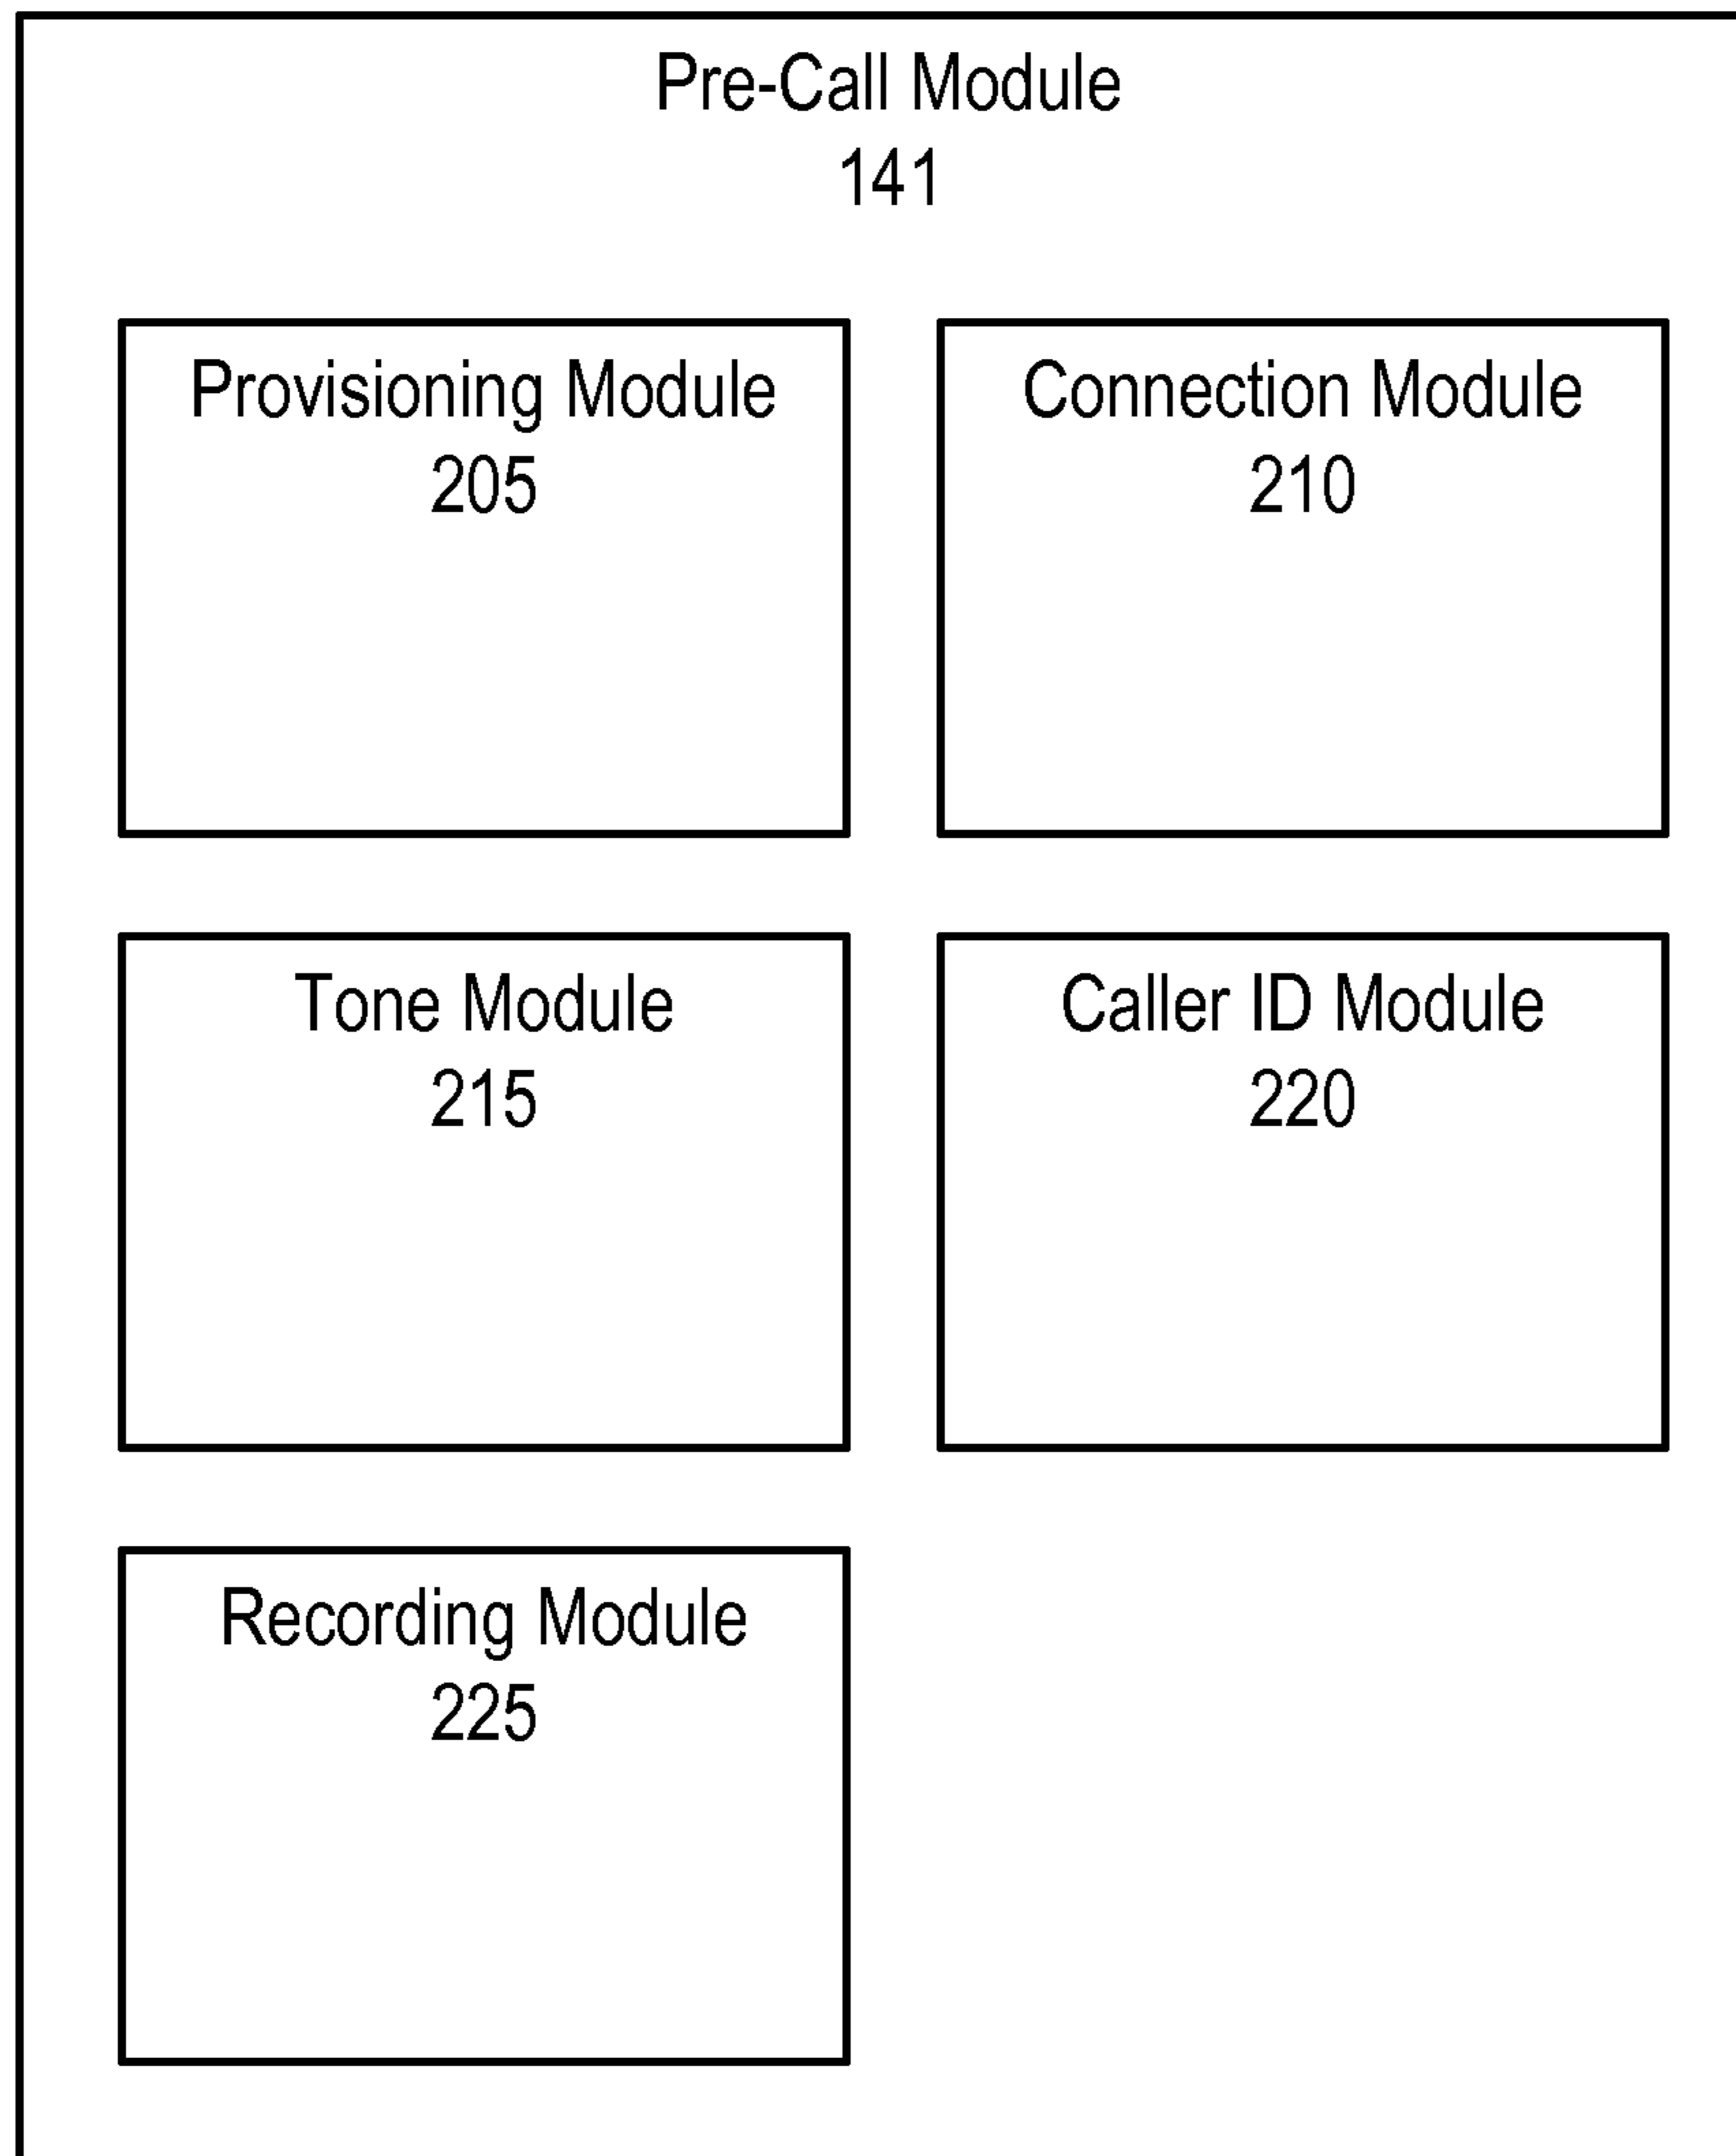 Pre-Call Module
141
Provisioning Module
205
Connection Module
210
Tone Module
215
Caller ID Module
220
Recording Module
225